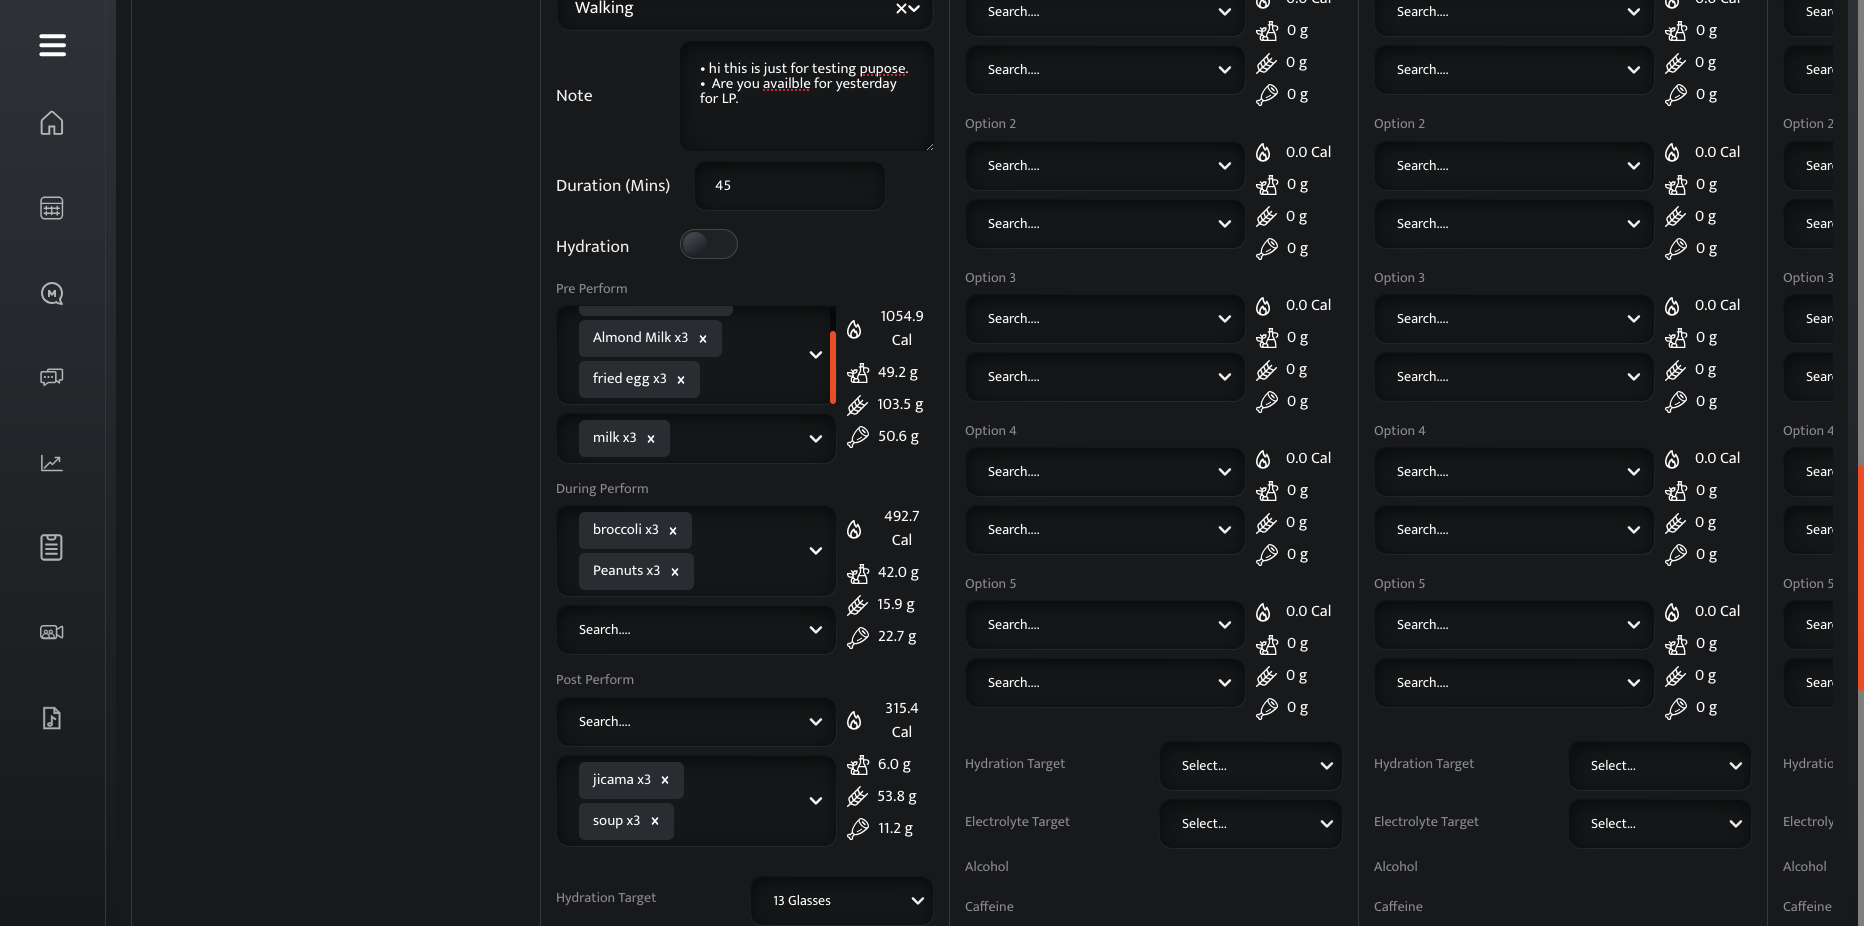 Walking
Note
• hi this is just for testing pupose.
• Are you availble for yesterday
for LP.
Duration (Mins)
45
Hydration
Pre Perform
Almond Milk x3
fried egg x3
milk x3
1054.9
Cal
49.2 g
103.5 g
50.6 g
During Perform
broccoli x3
Peanuts x3
Search....
492.7
Cal
42.0 g
15.9 g
22.7 g
Post Perform
Search....
jicama x3
soup x3
315.4
Cal
6.0 g
53.8 g
11.2 g
Hydration Target
13 Glasses
Search....
Search....
0.0 Cal
0 g
0 g
0 g
Option 2
Search....
Search....
0.0 Cal
0 g
0 g
0 g
Option 3
Search....
Search....
0.0 Cal
0 g
0 g
0 g
Option 4
Search....
Search....
0.0 Cal
0 g
0 g
0 g
Option 5
Search....
Search....
0.0 Cal
0 g
0 g
0 g
Hydration Target
Select...
Electrolyte Target
Select...
Alcohol
Caffeine
Search....
Search....
0.0 Cal
0 g
0 g
0 g
Option 2
Search....
Search....
0.0 Cal
0 g
0 g
0 g
Option 3
Search....
Search....
0.0 Cal
0 g
0 g
0 g
Option 4
Search....
Search....
0.0 Cal
0 g
0 g
0 g
Option 5
Search....
Search....
0.0 Cal
0 g
0 g
0 g
Hydration Target
Select...
Electrolyte Target
Select...
Alcohol
Caffeine
Sear
Sear
Option 2
Sear
Sear
Option 3
Sear
Sear
Option 4
Sear
Sear
Option 5
Sear
Sear
Hydratio
Electroly
Alcohol
Caffeine